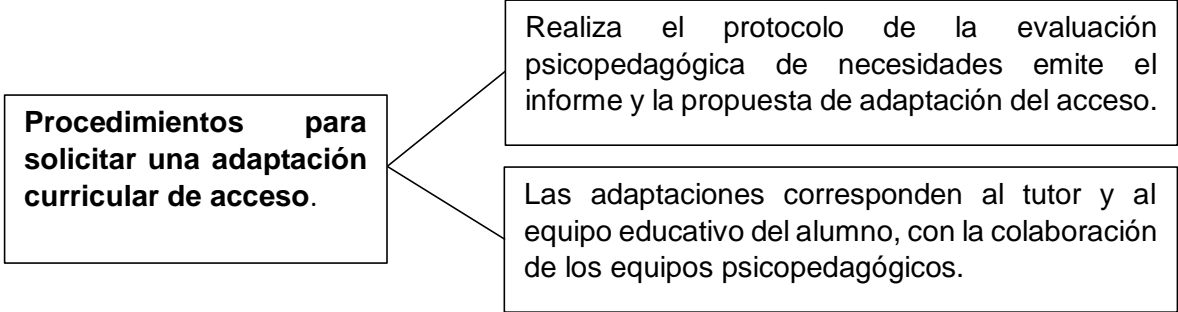 Procedimientos para
solicitar una adaptación
curricular de acceso.
Realiza el protocolo de la evaluación
psicopedagógica de necesidades emite el
informe y la propuesta de adaptación del acceso.
Las adaptaciones corresponden al tutor y al
equipo educativo del alumno, con la colaboración
de los equipos psicopedagógicos.